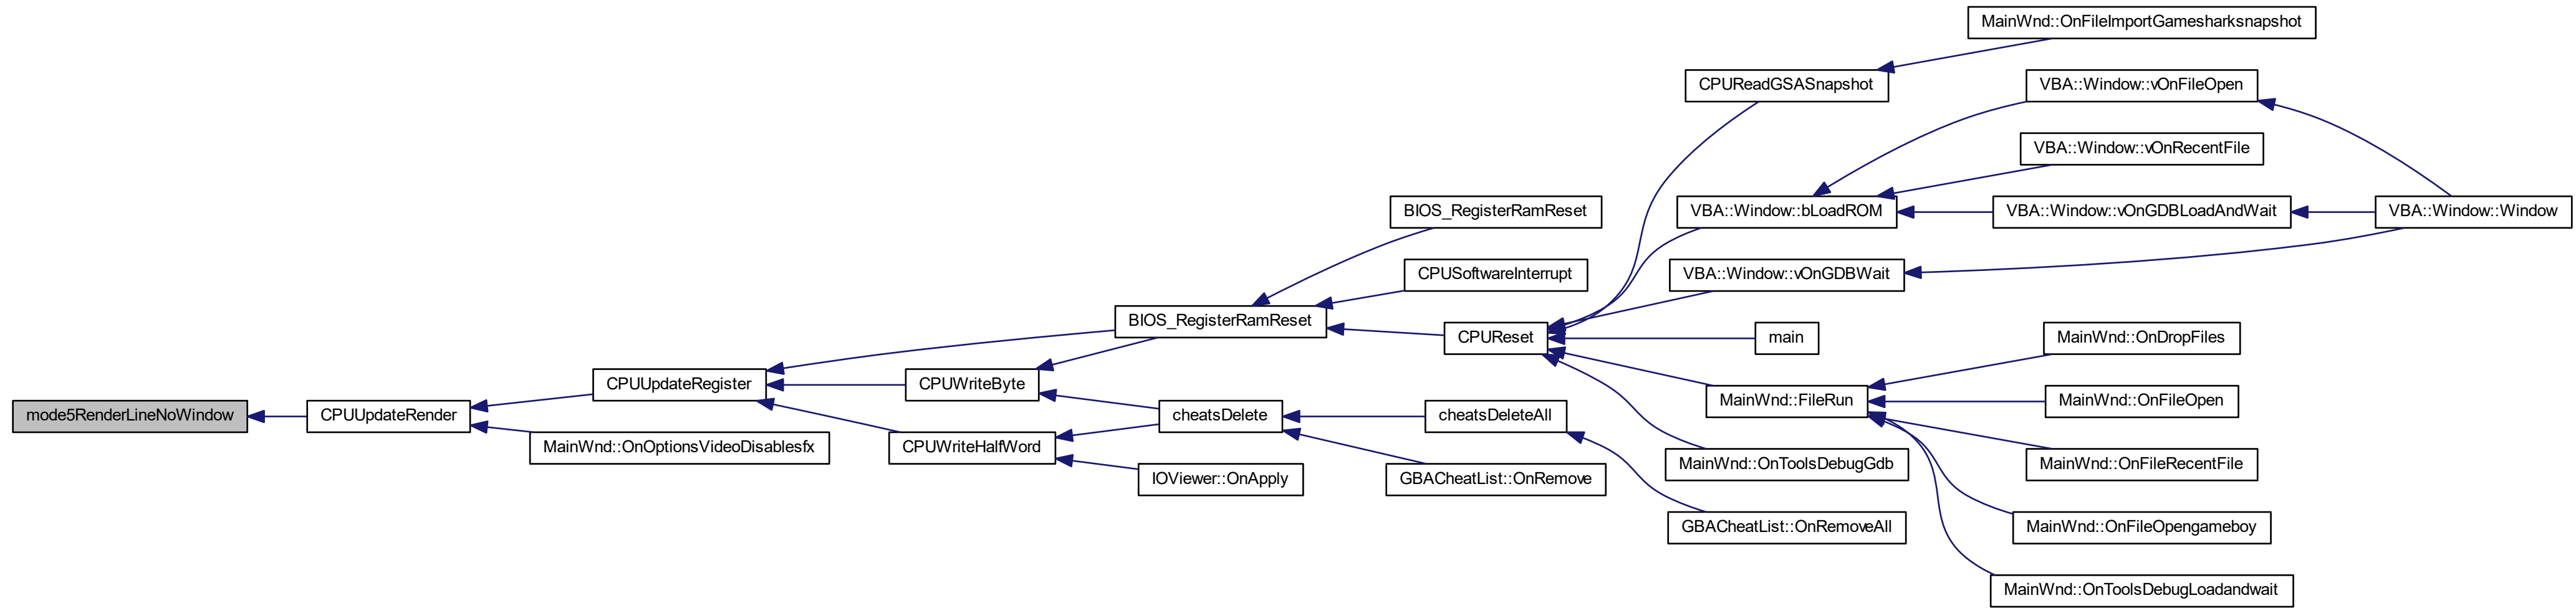 MainWnd::OnFileImportGamesharksnapshot
CPUReadGSASnapshot
VBA::Window::vOnFileOpen
VBA::Window::vOnRecentFile
BIOS_RegisterRamReset
VBA::Window::bLoadROM
VBA::Window::vOnGDBLoadAndWait
VBA::Window::Window
CPUSoftwareInterrupt
VBA::Window::vOnGDBWait
BIOS_RegisterRamReset
CPUReset
main
MainWnd::OnDropFiles
CPUUpdateRegister
CPUWriteByte
MainWnd::FileRun
MainWnd::OnFileOpen
mode5RenderLineNoWindow
CPUUpdateRender
cheatsDelete
cheatsDeleteAll
MainWnd::OnOptionsVideoDisablesfx
CPUWriteHalfWord
MainWnd::OnToolsDebugGdb
MainWnd::OnFileRecentFile
IOViewer::OnApply
GBACheatList::OnRemove
GBACheatList::OnRemoveAll
MainWnd::OnFileOpengameboy
MainWnd::OnToolsDebugLoadandwait